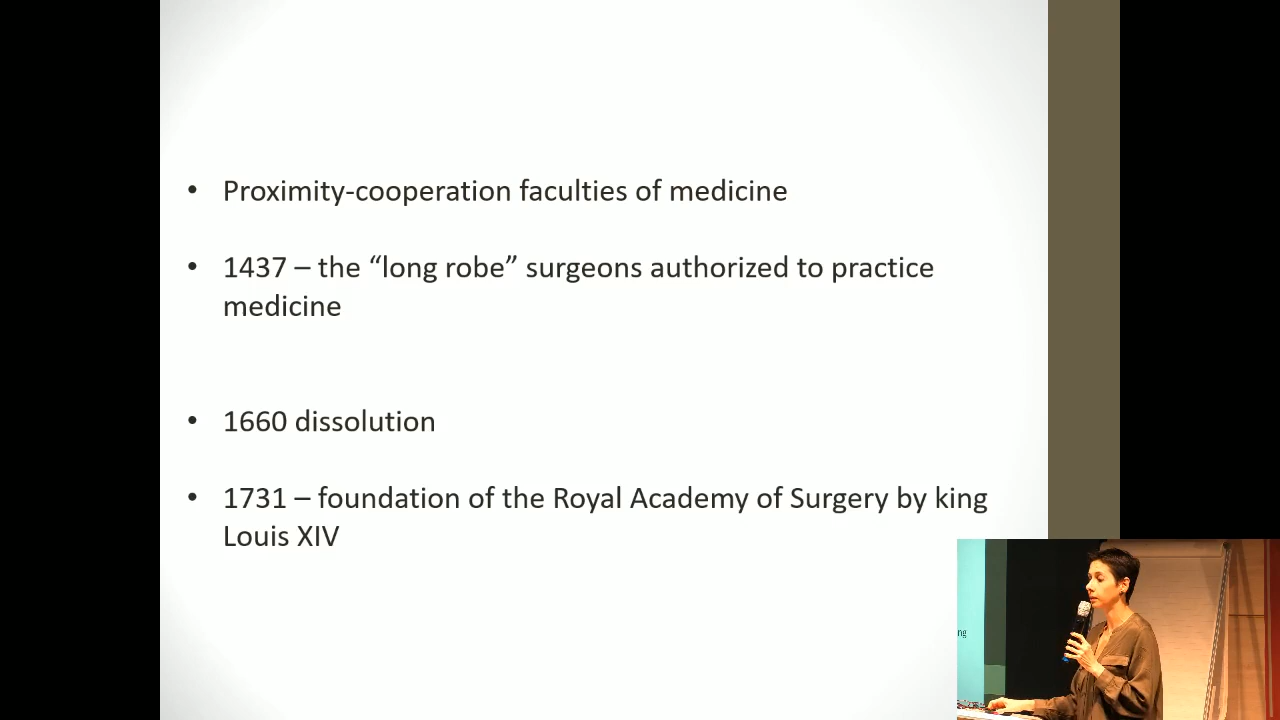 • Proximity-cooperation faculties of medicine
• 1437 – the “long robe” surgeons authorized to practice
medicine
• 1660 dissolution
• 1731 – foundation of the Royal Academy of Surgery by king
Louis XIV
ng